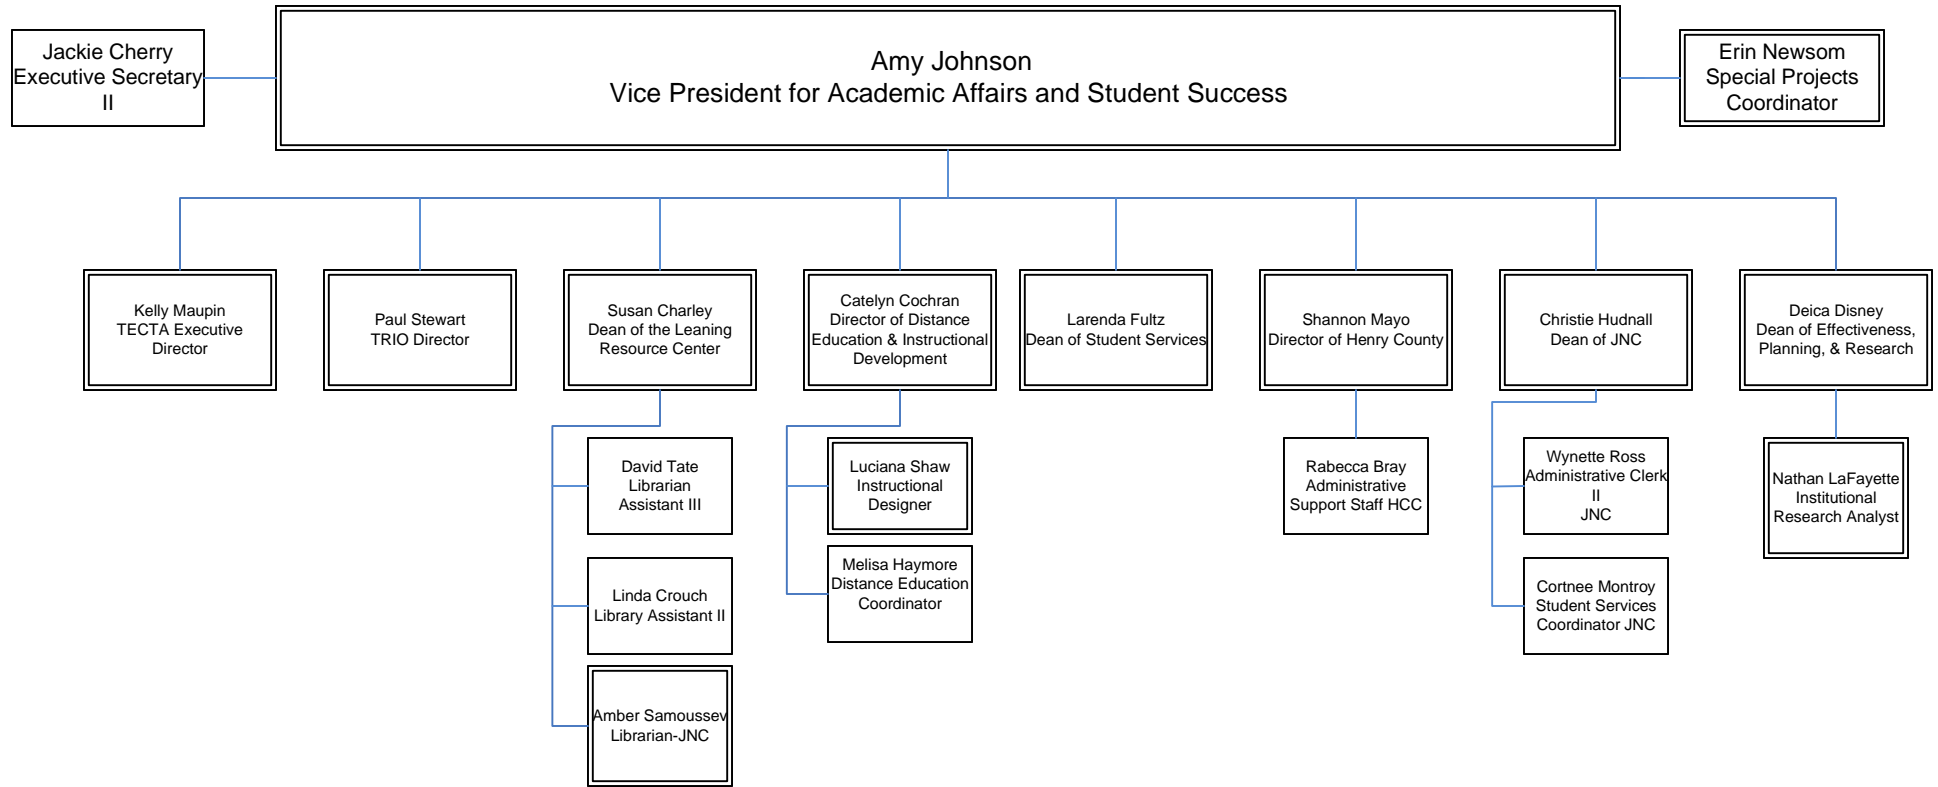 Jackie Cherry
Executive Secretary
II
Amy Johnson
Vice President for Academic Affairs and Student Success
Erin Newsom
Special Projects
Coordinator
Kelly Maupin
TECTA Executive
Director
Paul Stewart
TRIO Director
Susan Charley
Dean of the Leaning
Resource Center
Catelyn Cochran
Director of Distance
Education & Instructional
Development
Larenda Fultz
Dean of Student Services
Shannon Mayo
Director of Henry County
Christie Hudnall
Dean of JNC
Deica Disney
Dean of Effectiveness,
Planning, & Research
David Tate
Librarian
Assistant III
Linda Crouch
Library Assistant II
Amber Samoussev
Librarian-JNC
Luciana Shaw
Instructional
Designer
Melisa Haymore
Distance Education
Coordinator
Rabecca Bray
Administrative
Support Staff HCC
Wynette Ross
Administrative Clerk
II
JNC
Cortnee Montroy
Student Services
Coordinator JNC
Nathan LaFayette
Institutional
Research Analyst